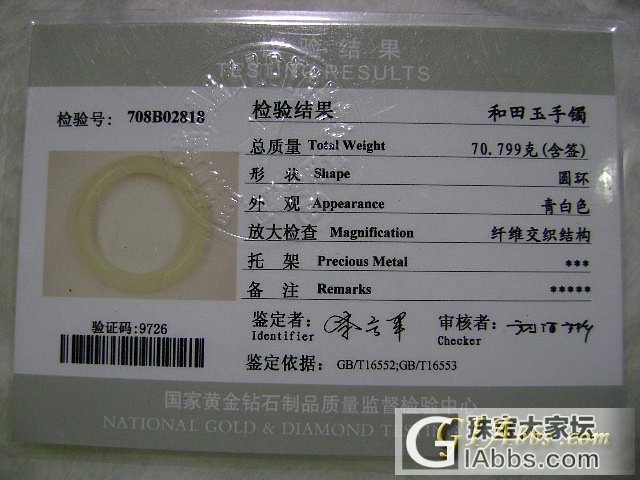 检验结果
TESTING RESULTS
检验号: 708B02818
检验结果 和田玉手镯
总质量 Total Weight 70.799克(含签)
形 状 Shape 圆环
外 观 Appearance 青白色
放大检查 Magnification 纤维交织结构
托 架 Precious Metal ***
备 注 Remarks *****
验证码:9726
鉴定者: Identifier
审核者: Checker
鉴定依据: GB/T16552;GB/T16553
国家黄金钻石制品质量监督检验中心
NATIONAL GOLD & DIAMOND
珠宝大家坛
GIAbbs.com